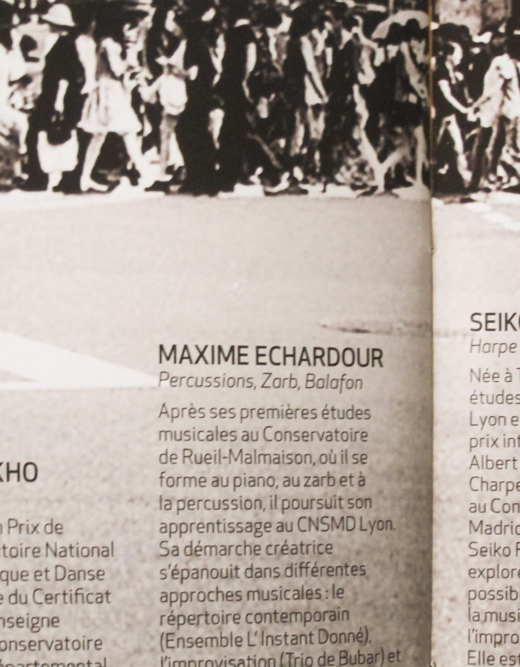 KHO
Prix de
toire National
que et Danse
e du Certificat
nseigne
onservatoire
épartemental
MAXIME ECHARDOUR
Percussions, Zarb, Balafon
Après ses premières études
musicales au Conservatoire
de Rueil-Malmaison, où il se
forme au piano, au zarb et à
la percussion, il poursuit son
apprentissage au CNSMD Lyon.
Sa démarche créatrice
s'épanouit dans différentes
approches musicales : le
répertoire contemporain
(Ensemble L' Instant Donné),
l'improvisation (Trio de Bubar) et
SEIK
Harpe
Née à T
études
Lyon e
prix int
Albert
Charpe
au Con
Madrid
Seiko
explore
possib
la musi
l'impro
Elle es